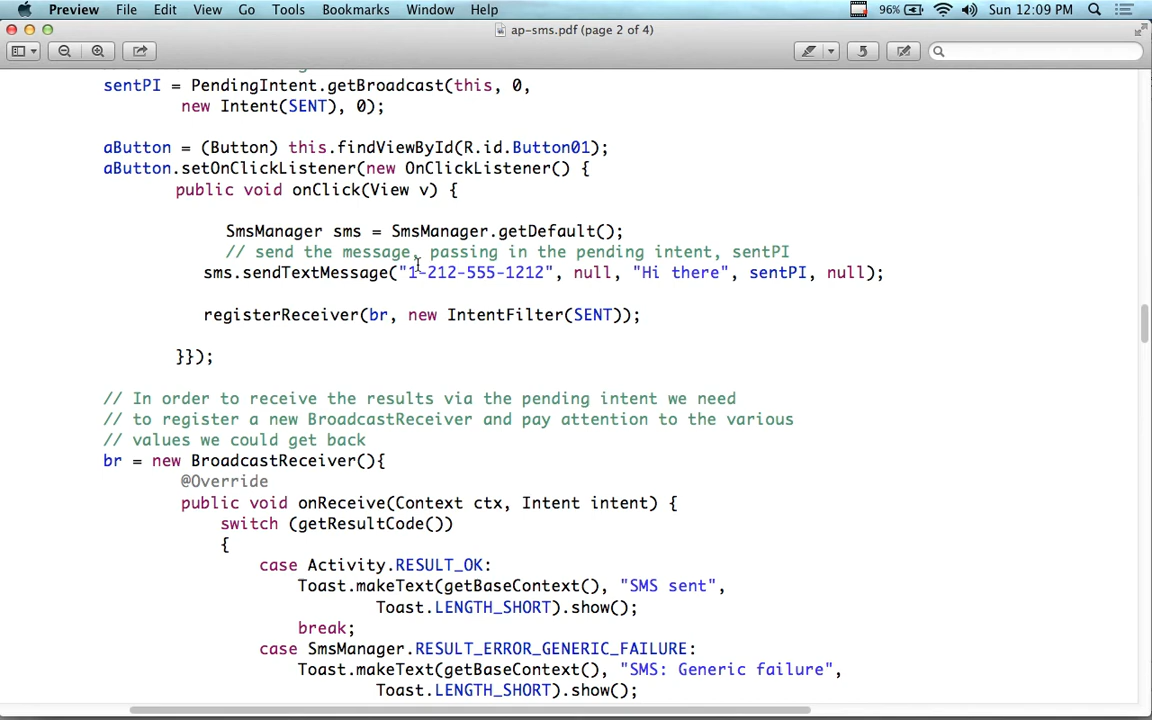 Preview File Edit View Go Tools Bookmarks Window Help 96% Sun 12:09 PM
ap-sms.pdf (page 2 of 4)
sentPI = PendingIntent.getBroadcast(this, 0,
new Intent(SENT), 0);
aButton = (Button) this.findViewById(R.id.Button01);
aButton.setOnClickListener(new OnClickListener() {
public void onClick(View v) {
SmsManager sms = SmsManager.getDefault();
// send the message, passing in the pending intent, sentPI
sms.sendTextMessage("1-212-555-1212", null, "Hi there", sentPI, null);
registerReceiver(br, new IntentFilter(SENT));
}});
// In order to receive the results via the pending intent we need
// to register a new BroadcastReceiver and pay attention to the various
// values we could get back
br = new BroadcastReceiver(){
@Override
public void onReceive(Context ctx, Intent intent) {
switch (getResultCode())
{
case Activity.RESULT_OK:
Toast.makeText(getBaseContext(), "SMS sent",
Toast.LENGTH_SHORT).show();
break;
case SmsManager.RESULT_ERROR_GENERIC_FAILURE:
Toast.makeText(getBaseContext(), "SMS: Generic failure",
Toast.LENGTH_SHORT).show();